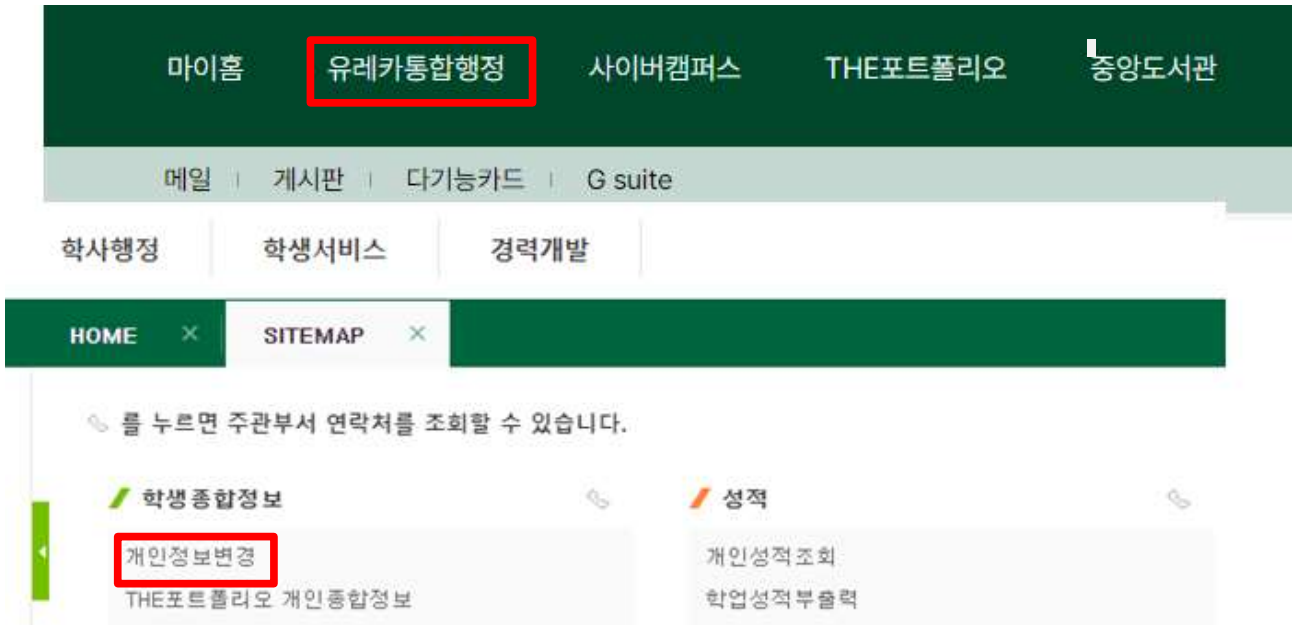 마이홈 유레카통합행정 사이버캠퍼스 THE포트폴리오 중앙도서관
메일 게시판 다기능카드 G suite
학사행정 학생서비스 경력개발
HOME × SITEMAP ×
를 누르면 주관부서 연락처를 조회할 수 있습니다.
학생종합정보 성적
개인정보변경 개인성적조회
THE포트폴리오 개인종합정보 학업성적부출력